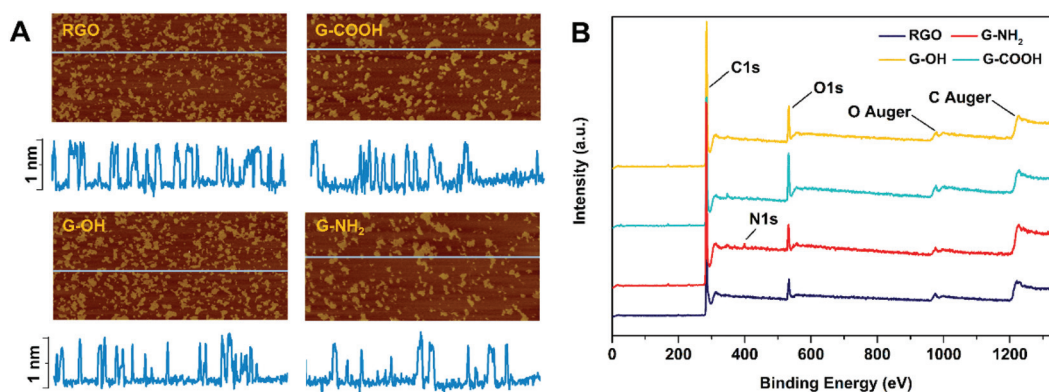 A
RGO
G-COOH
1 nm
G-OH
G-NH₂
1 nm
B
RGO
G-NH₂
G-OH
G-COOH
C1s
O1s
O Auger
C Auger
N1s
Intensity (a.u.)
0 200 400 600 800 1000 1200
Binding Energy (eV)